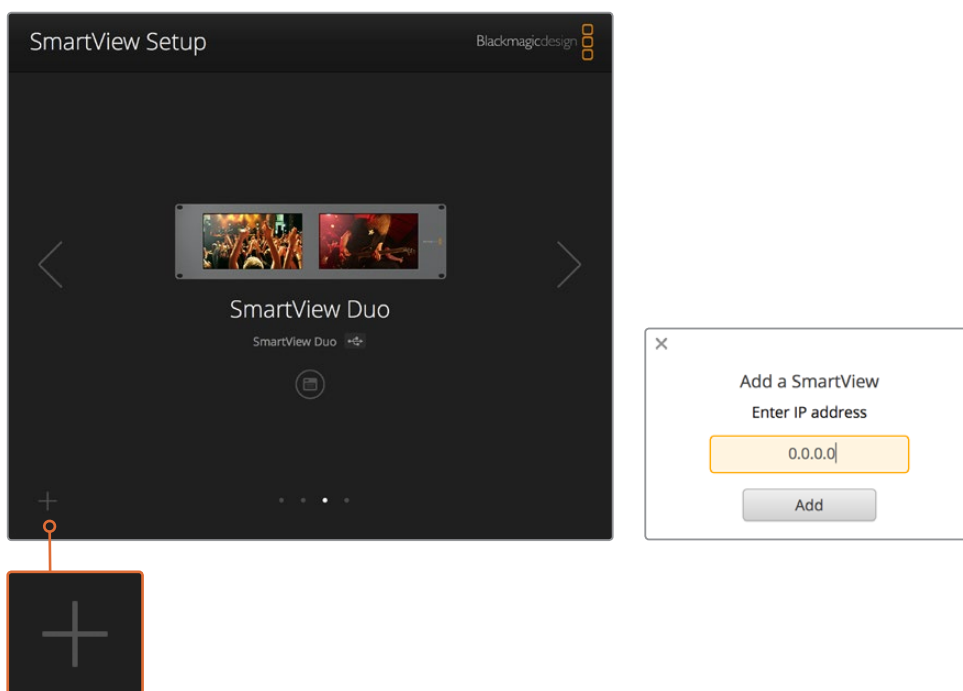 SmartView Setup
Blackmagicdesign
SmartView Duo
SmartView Duo
Add a SmartView
Enter IP address
0.0.0.0
Add